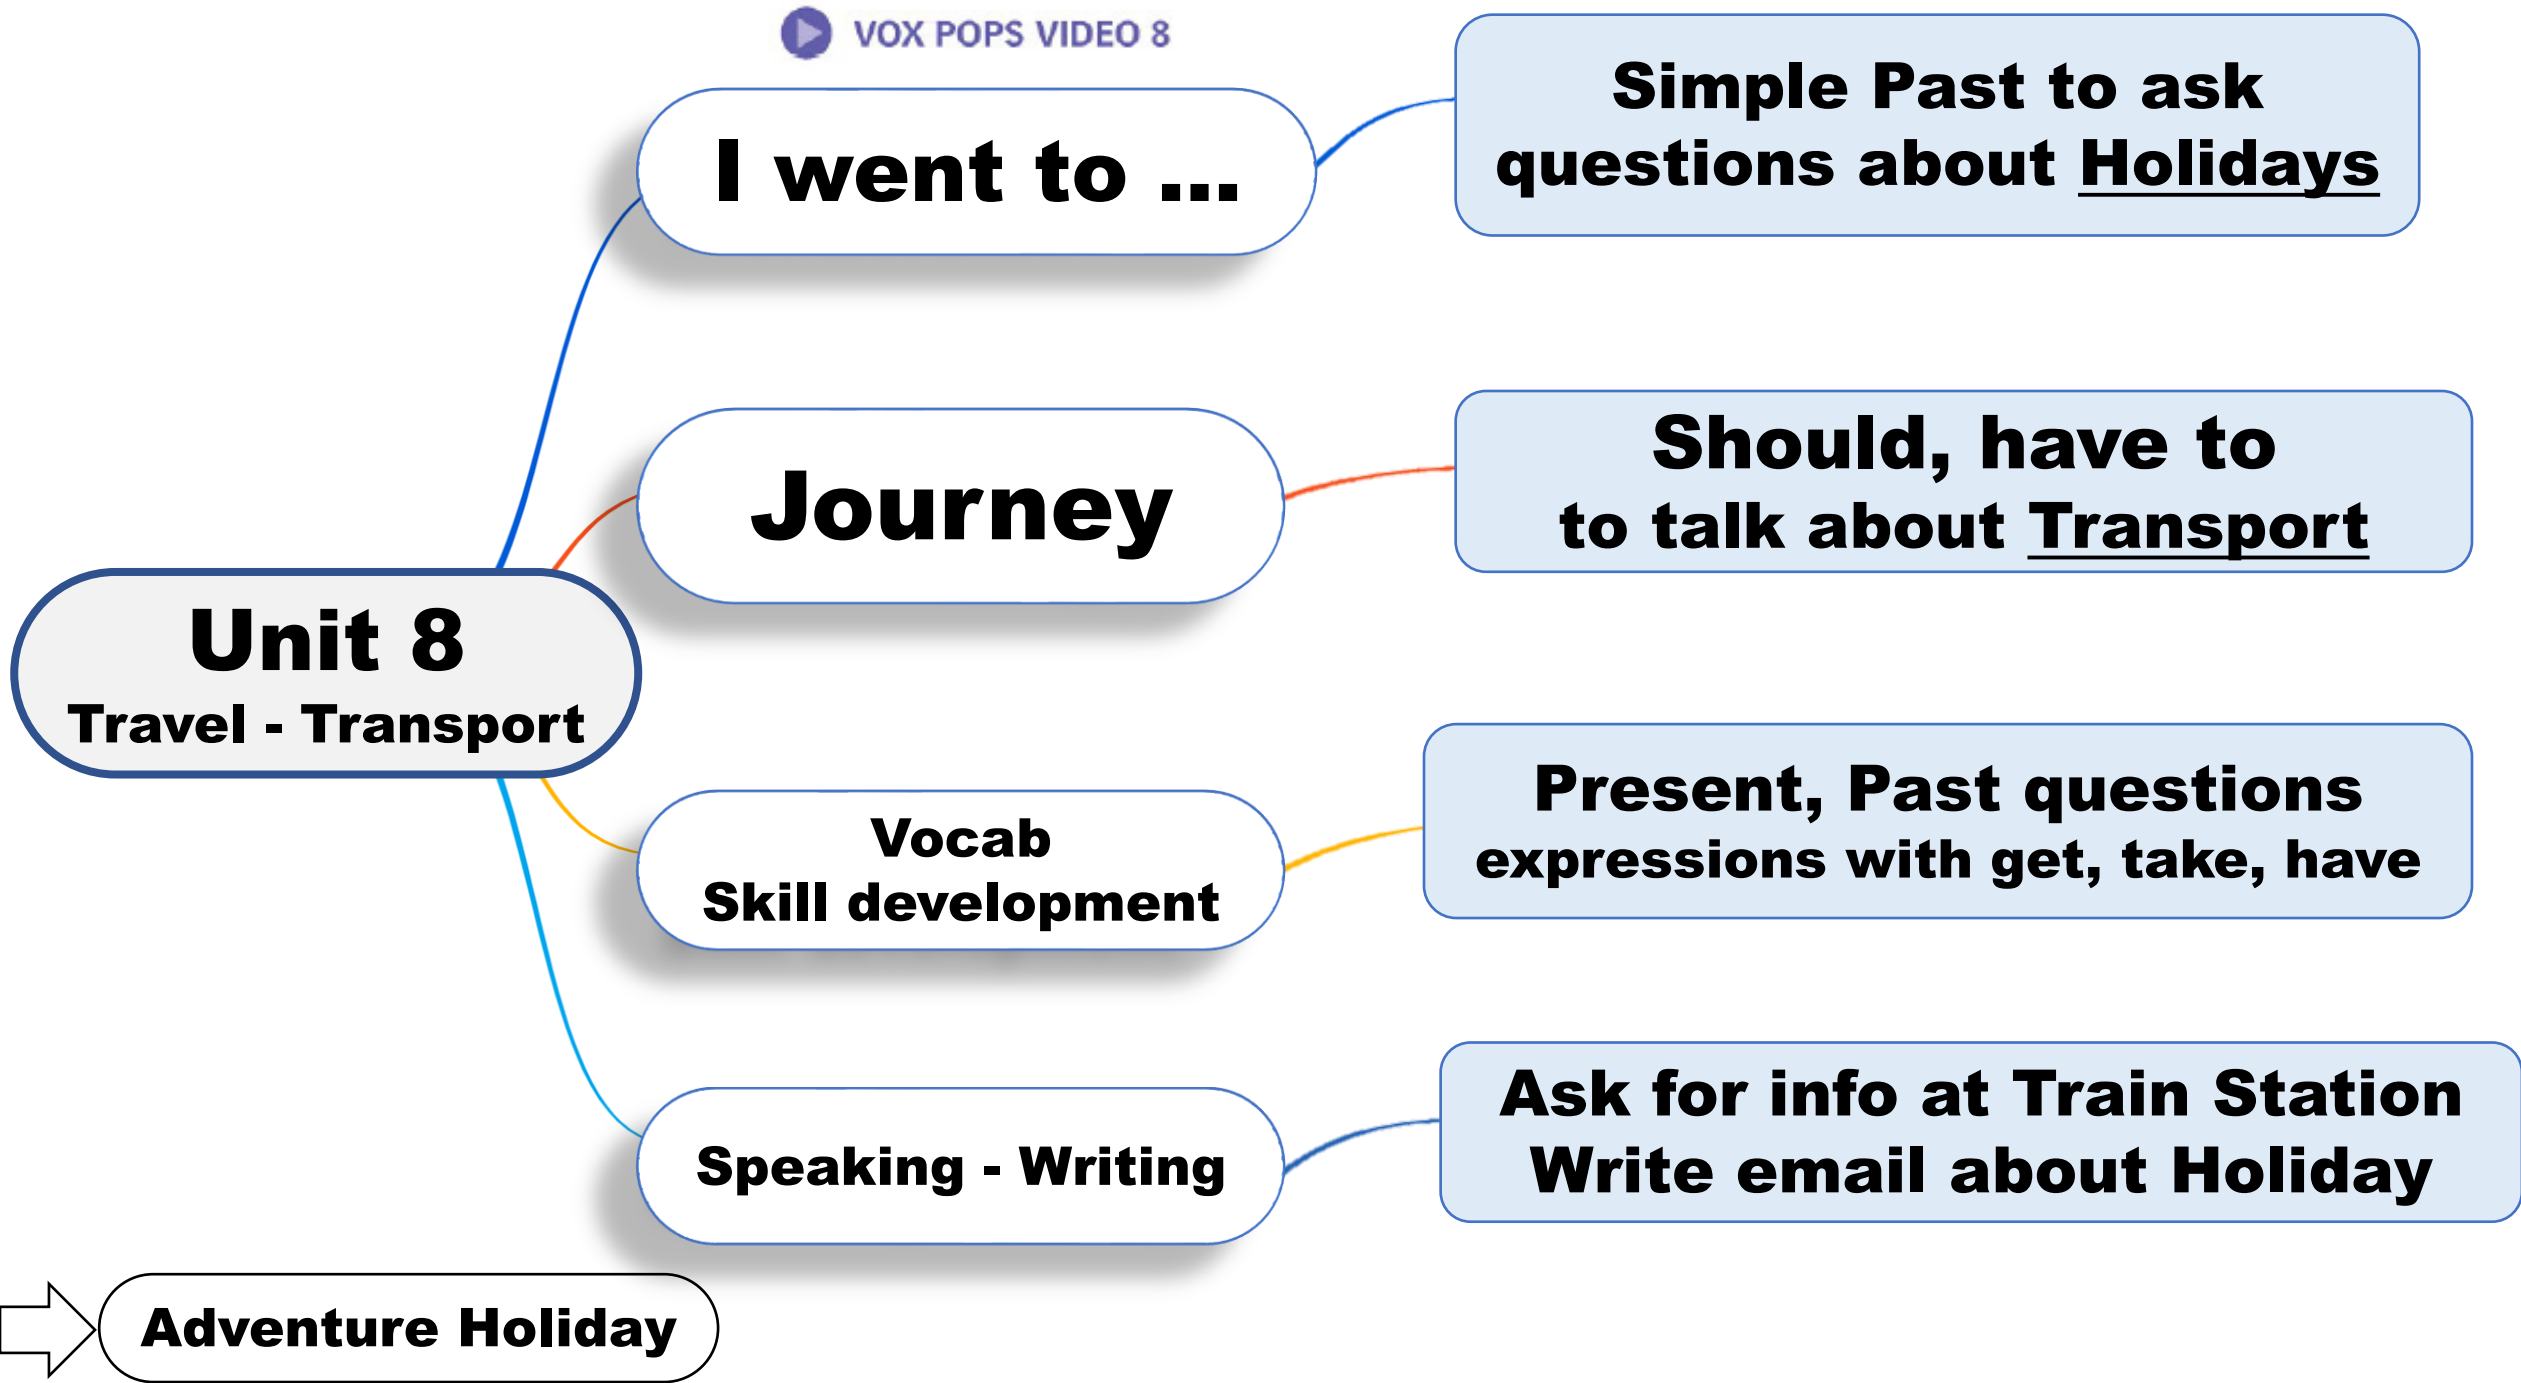 VOX POPS VIDEO 8
I went to ...
Simple Past to ask
questions about Holidays
Journey
Should, have to
to talk about Transport
Unit 8
Travel - Transport
Vocab
Skill development
Present, Past questions
expressions with get, take, have
Speaking - Writing
Ask for info at Train Station
Write email about Holiday
Adventure Holiday